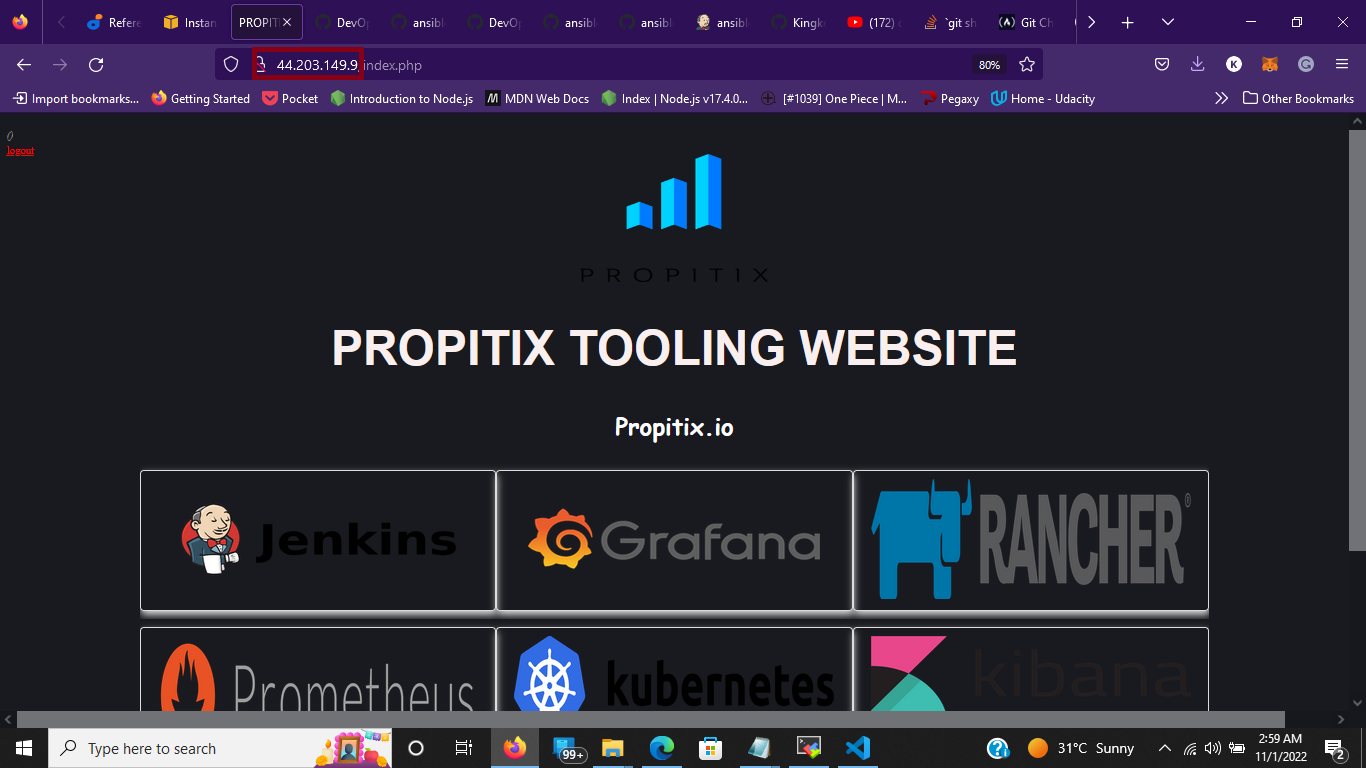 Refere
Instan
PROPITI
DevOp
ansibl
DevOp
ansibl
ansibl
ansibl
Kingk
(172)
`git sh
Git Ch
44.203.149.9/index.php
80%
Import bookmarks...
Getting Started
Pocket
Introduction to Node.js
MDN Web Docs
Index | Node.js v17.4.0...
[#1039] One Piece | M...
Pegaxy
Home - Udacity
Other Bookmarks
0
logout
PROPITIX
PROPITIX TOOLING WEBSITE
Propitix.io
Jenkins
Grafana
RANCHER®
Prometheus
kubernetes
kibana
Type here to search
99+
31°C Sunny
2:59 AM
11/1/2022
2